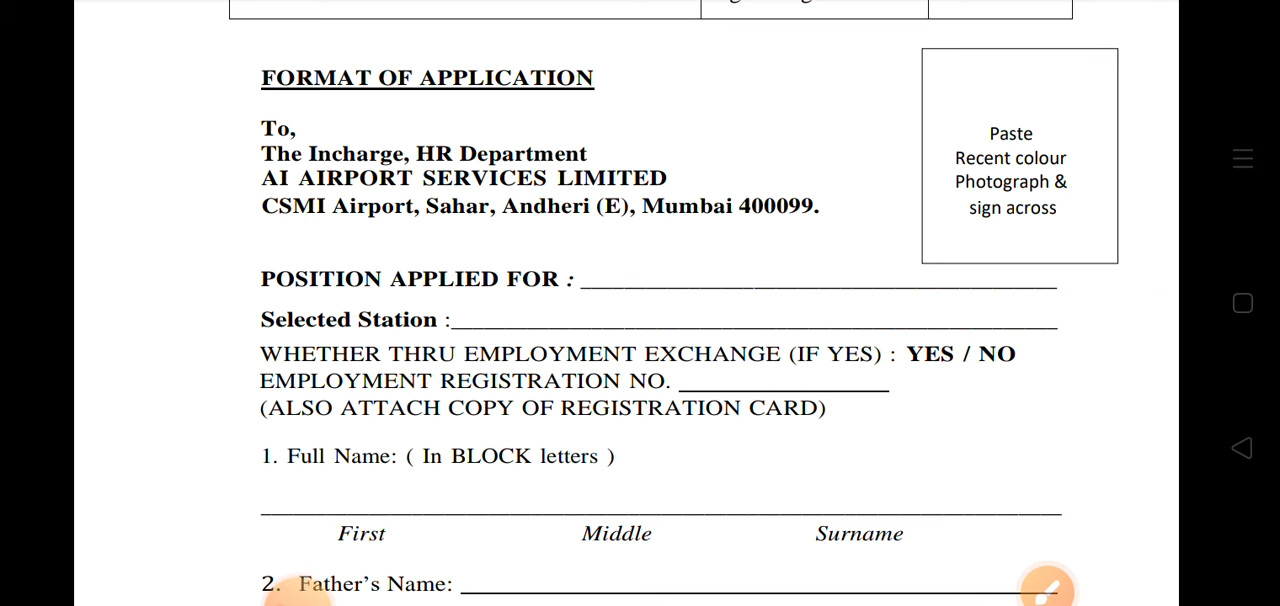 FORMAT OF APPLICATION
Paste
Recent colour
Photograph &
sign across
To,
The Incharge, HR Department
AI AIRPORT SERVICES LIMITED
CSMI Airport, Sahar, Andheri (E), Mumbai 400099.
POSITION APPLIED FOR :
Selected Station :
WHETHER THRU EMPLOYMENT EXCHANGE (IF YES) : YES / NO
EMPLOYMENT REGISTRATION NO.
(ALSO ATTACH COPY OF REGISTRATION CARD)
1. Full Name: ( In BLOCK letters )
First Middle Surname
2. Father’s Name: